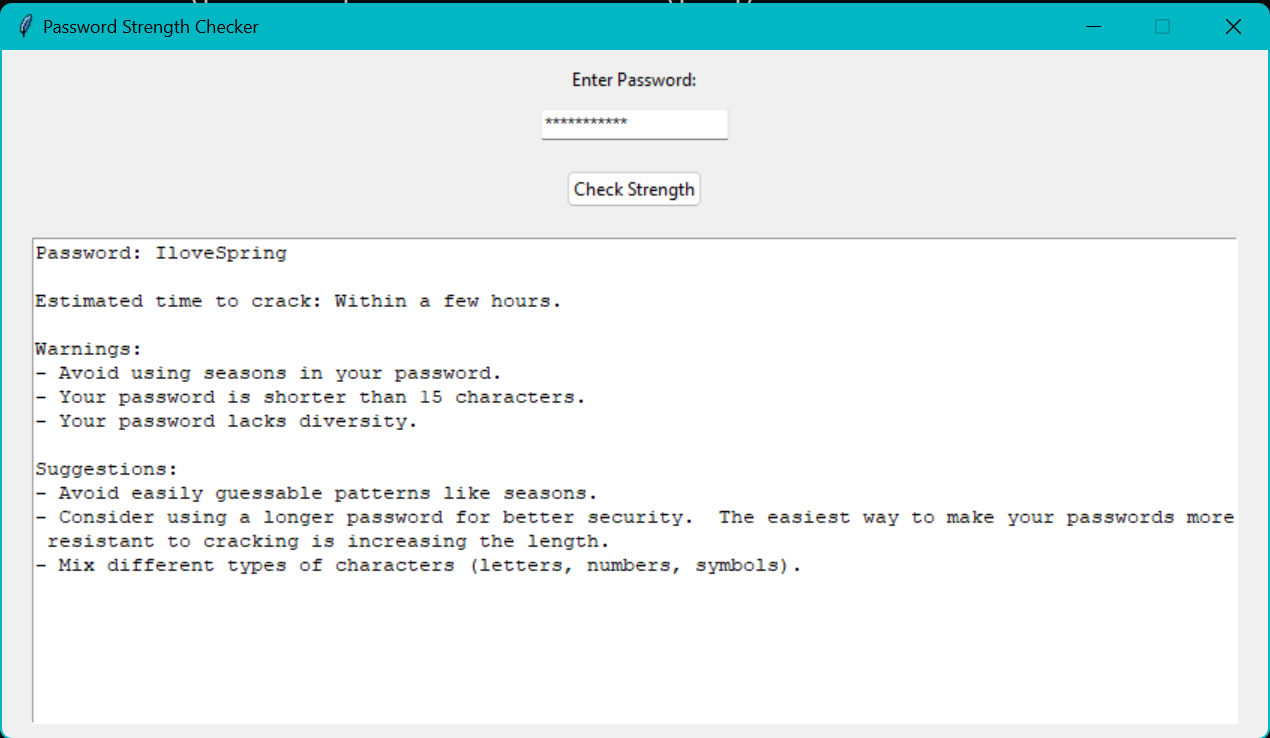 Password Strength Checker
Enter Password:
***********
Check Strength
Password: IloveSpring
Estimated time to crack: Within a few hours.
Warnings:
- Avoid using seasons in your password.
- Your password is shorter than 15 characters.
- Your password lacks diversity.
Suggestions:
- Avoid easily guessable patterns like seasons.
- Consider using a longer password for better security.  The easiest way to make your passwords more
resistant to cracking is increasing the length.
- Mix different types of characters (letters, numbers, symbols).